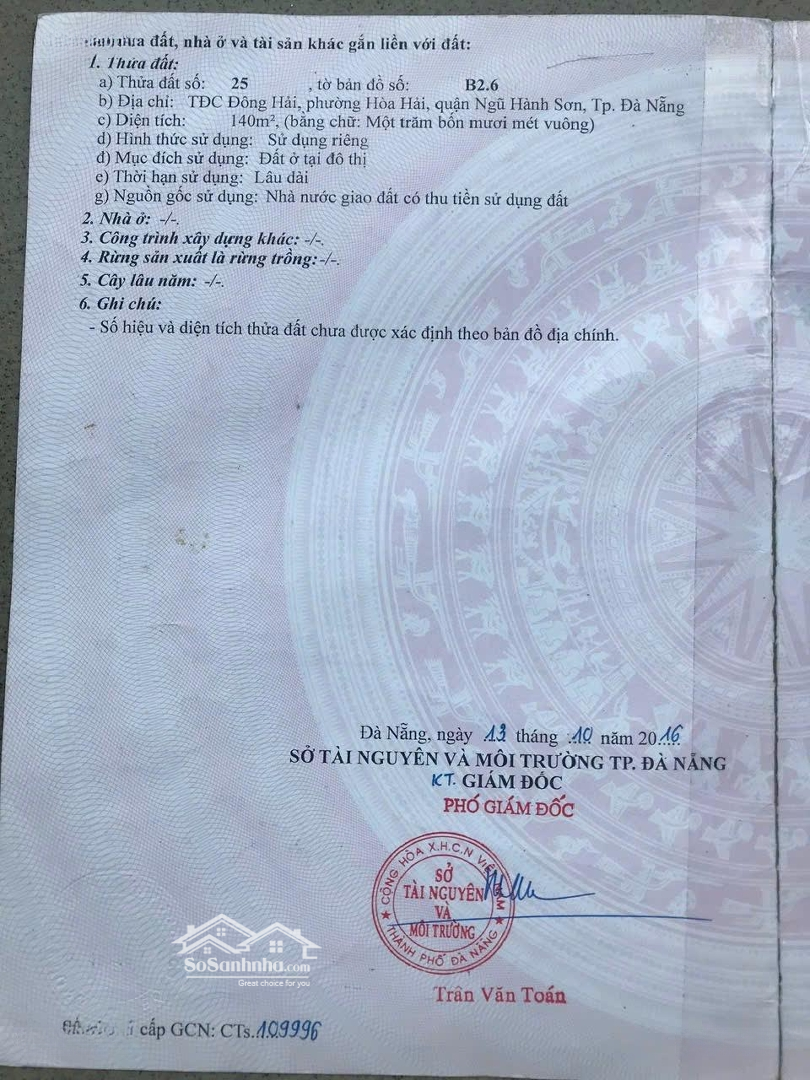 đất, nhà ở và tài sản khác gắn liền với đất:
1. Thửa đất:
a) Thửa đất số: 25 , tờ bản đồ số: B2.6
b) Địa chỉ: TĐC Đông Hải, phường Hòa Hải, quận Ngũ Hành Sơn, Tp. Đà Nẵng
c) Diện tích: 140m², (bằng chữ: Một trăm bốn mươi mét vuông)
d) Hình thức sử dụng: Sử dụng riêng
đ) Mục đích sử dụng: Đất ở tại đô thị
e) Thời hạn sử dụng: Lâu dài
g) Nguồn gốc sử dụng: Nhà nước giao đất có thu tiền sử dụng đất
2. Nhà ở: -/-.
3. Công trình xây dựng khác: -/-.
4. Rừng sản xuất là rừng trồng:-/-.
5. Cây lâu năm: -/-.
6. Ghi chú:
- Số hiệu và diện tích thửa đất chưa được xác định theo bản đồ địa chính.
Đà Nẵng, ngày 13 tháng 10 năm 2016
SỞ TÀI NGUYÊN VÀ MÔI TRƯỜNG TP. ĐÀ NẴNG
KT. GIÁM ĐỐC
PHÓ GIÁM ĐỐC
CỘNG HÒA X.H.C.N VIỆT NAM
SỞ
TÀI NGUYÊN
VÀ
MÔI TRƯỜNG
THÀNH PHỐ ĐÀ NẴNG
SoSanhnha.com
Great choice for you
Trần Văn Toán
cấp GCN: CTs.109996